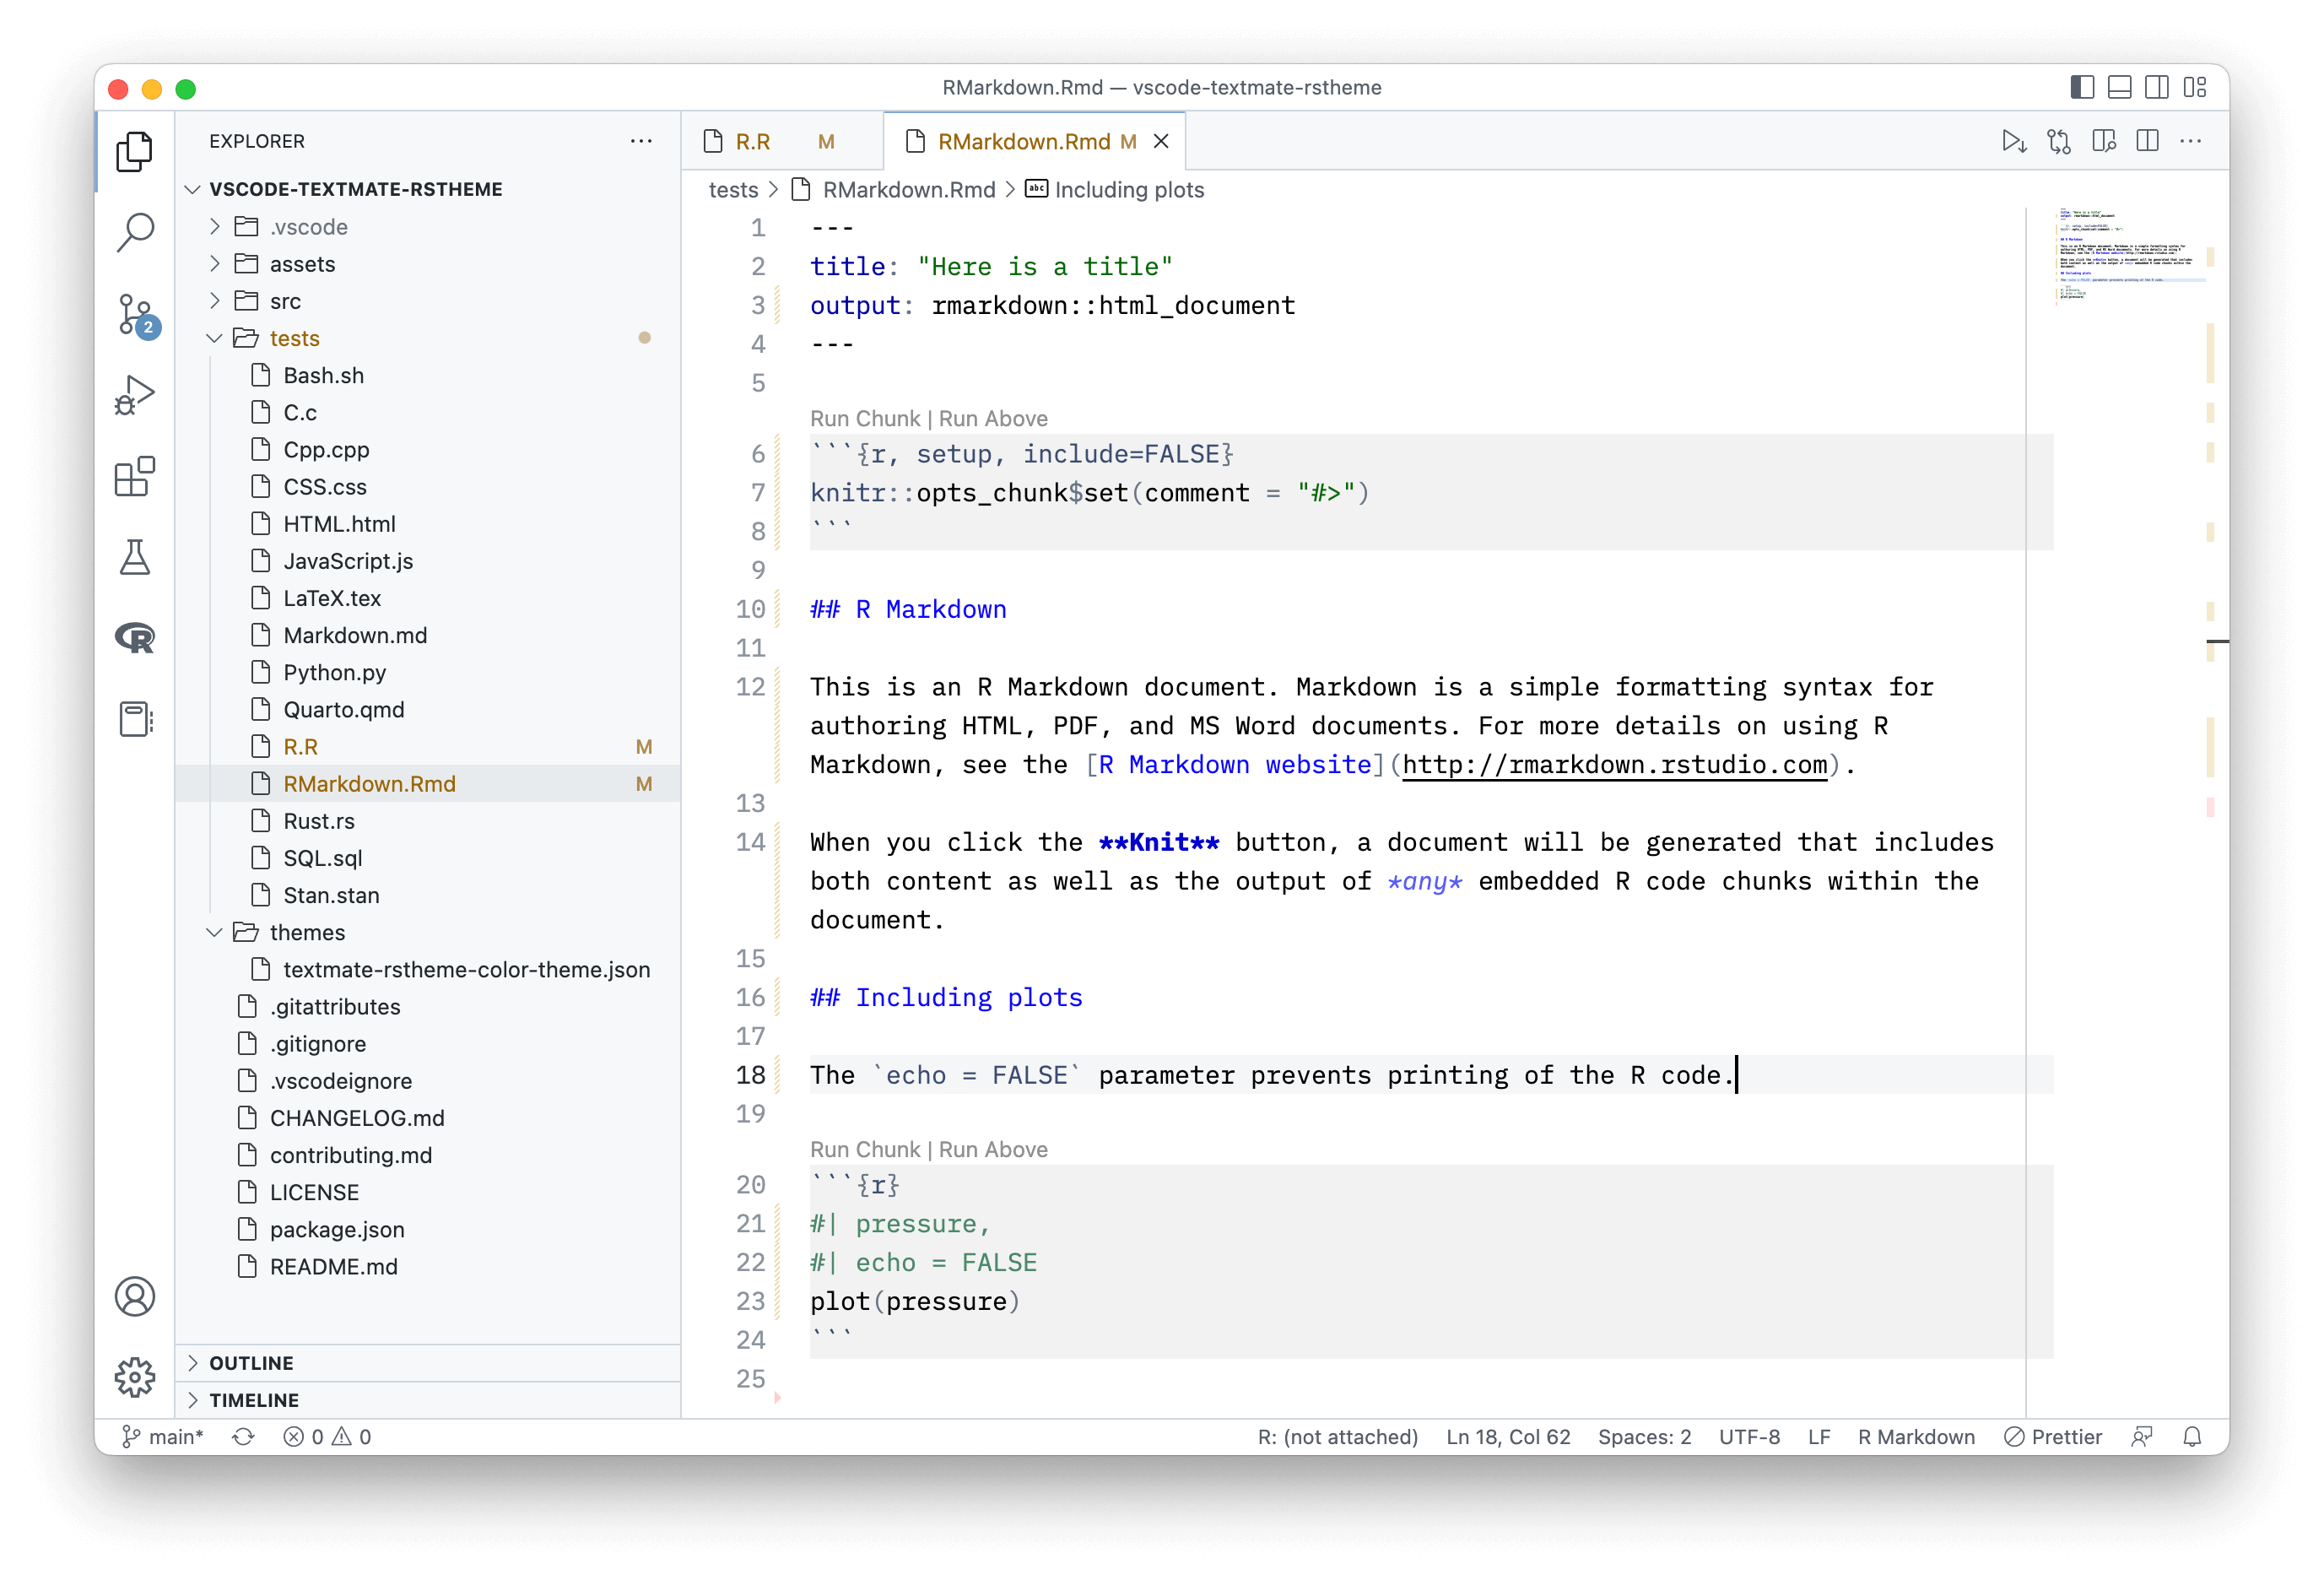 RMarkdown.Rmd — vscode-textmate-rstheme
EXPLORER
VSCODE-TEXTMATE-RSTHEME
.vscode
assets
src
2
tests
Bash.sh
C.c
Cpp.cpp
CSS.css
HTML.html
JavaScript.js
LaTeX.tex
Markdown.md
Python.py
Quarto.qmd
R.R M
RMarkdown.Rmd M
Rust.rs
SQL.sql
Stan.stan
themes
textmate-rstheme-color-theme.json
.gitattributes
.gitignore
.vscodeignore
CHANGELOG.md
contributing.md
LICENSE
package.json
README.md
OUTLINE
TIMELINE
R.R M RMarkdown.Rmd M
tests > RMarkdown.Rmd > abc Including plots
1 ---
2 title: "Here is a title"
3 output: rmarkdown::html_document
4 ---
5
Run Chunk | Run Above
6 ```{r, setup, include=FALSE}
7 knitr::opts_chunk$set(comment = "#>")
8 ```
9
10 ## R Markdown
11
12 This is an R Markdown document. Markdown is a simple formatting syntax for
authoring HTML, PDF, and MS Word documents. For more details on using R
Markdown, see the [R Markdown website](http://rmarkdown.rstudio.com).
13
14 When you click the **Knit** button, a document will be generated that includes
both content as well as the output of *any* embedded R code chunks within the
document.
15
16 ## Including plots
17
18 The `echo = FALSE` parameter prevents printing of the R code.
19
Run Chunk | Run Above
20 ```{r}
21 #| pressure,
22 #| echo = FALSE
23 plot(pressure)
24 ```
25
main* 0 0 R: (not attached) Ln 18, Col 62 Spaces: 2 UTF-8 LF R Markdown Prettier